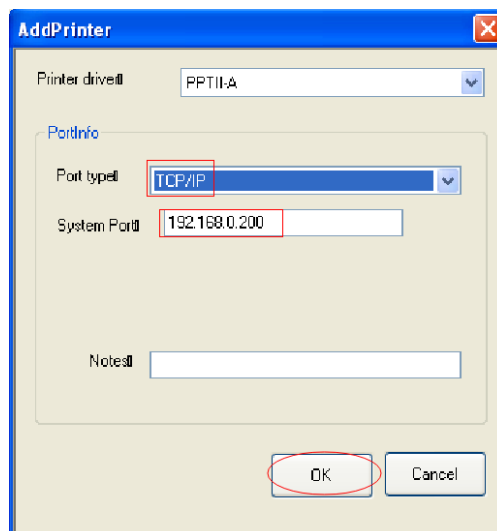 AddPrinter
Printer driver
PPTII-A
PortInfo
Port type
TCP/IP
System Port
192.168.0.200
Notes
OK
Cancel